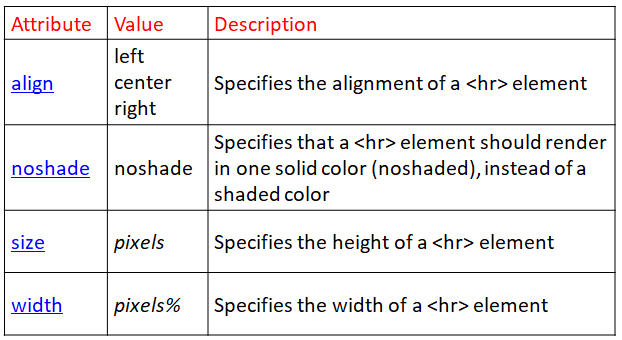 Attribute Value Description
align
left
center
right
Specifies the alignment of a <hr> element
noshade
noshade
Specifies that a <hr> element should render
in one solid color (noshaded), instead of a
shaded color
size
pixels
Specifies the height of a <hr> element
width
pixels%
Specifies the width of a <hr> element